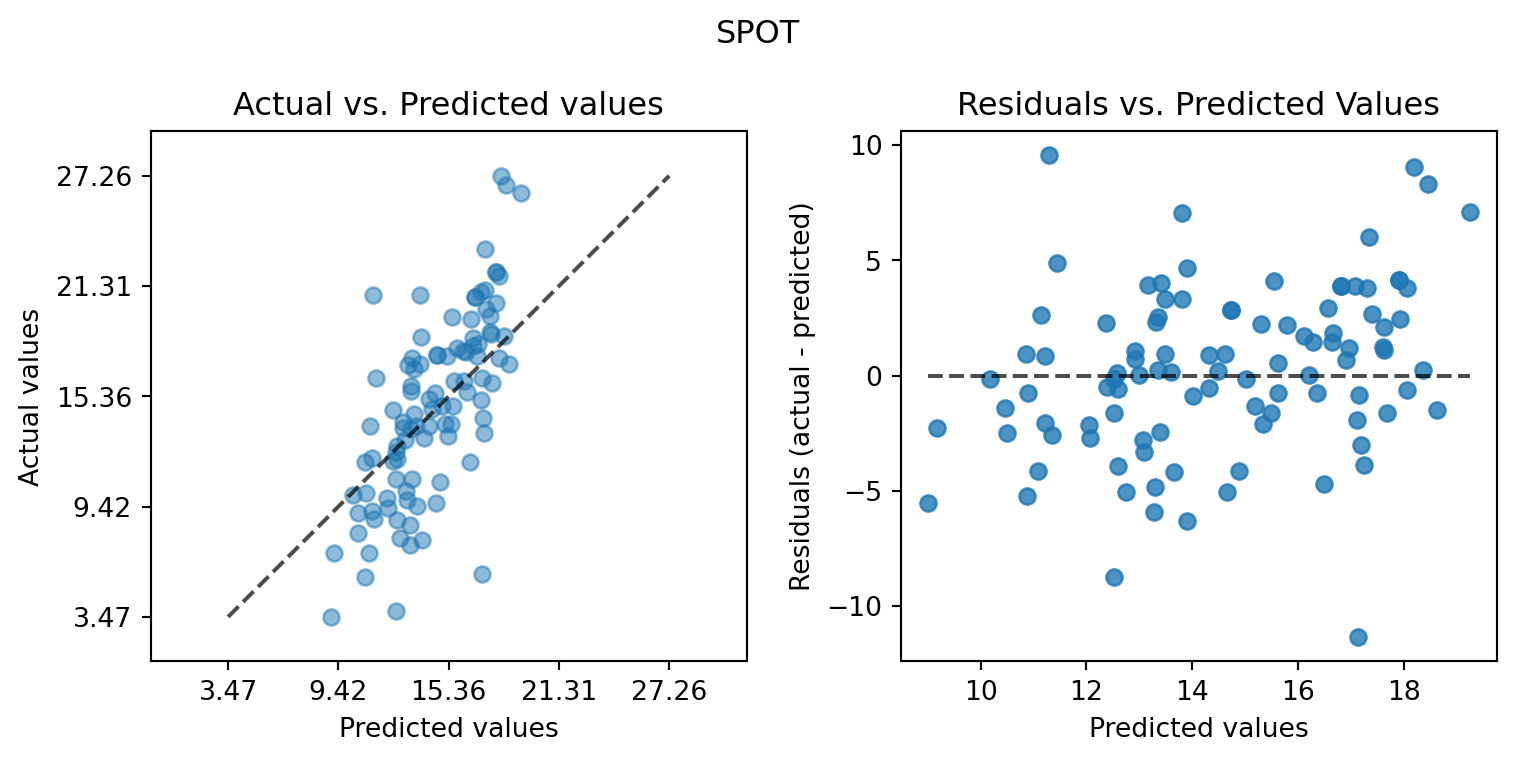 SPOT
Actual vs. Predicted values
27.26
21.31
15.36
9.42
3.47
Actual values
3.47 9.42 15.36 21.31 27.26
Predicted values
Residuals vs. Predicted Values
10
5
0
−5
−10
Residuals (actual - predicted)
10 12 14 16 18
Predicted values